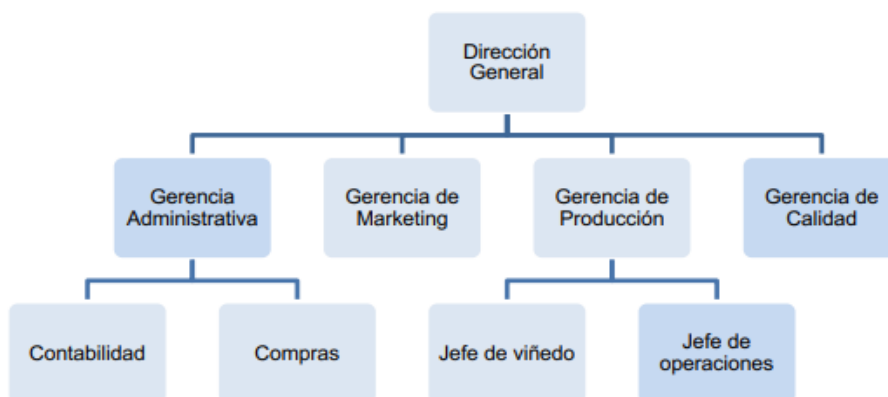 Dirección
General
Gerencia
Administrativa
Gerencia de
Marketing
Gerencia de
Producción
Gerencia de
Calidad
Contabilidad
Compras
Jefe de viñedo
Jefe de
operaciones